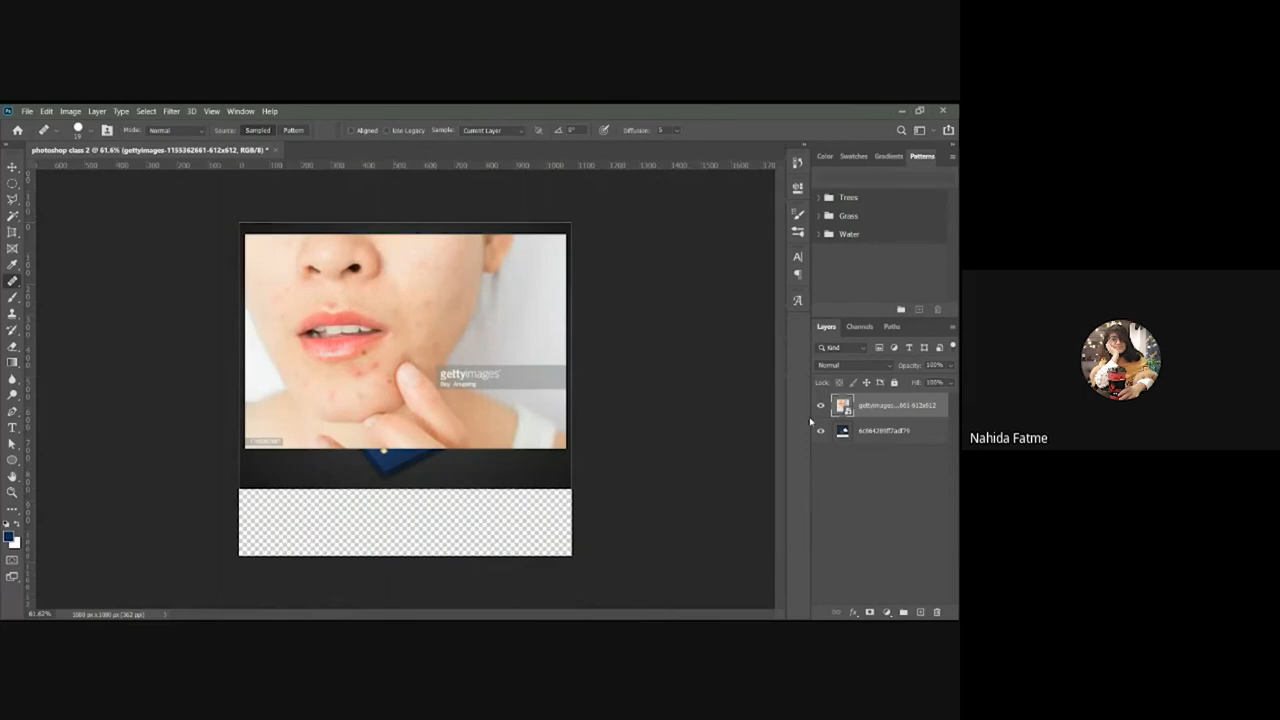 File Edit Image Layer Type Select Filter 3D View Window Help
19 Mode: Normal Source: Sampled Pattern Aligned Use Legacy Sample: Current Layer 0° Diffusion: 5
photoshop class 2 @ 61.6% (gettyimages-1155362661-612x612, RGB/8) *
Color Swatches Gradients Patterns
Trees
Grass
Water
gettyimages
Layers Channels Paths
Kind
Normal Opacity: 100%
Lock: Fill: 100%
gettyimages...661-612x612
Nahida Fatme
61.62% 1080 px x 1080 px (362 ppi)